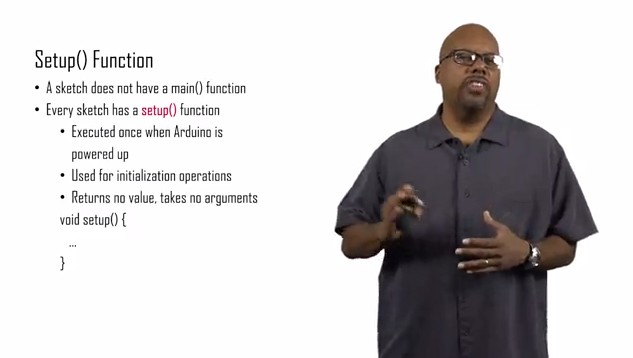 Setup() Function
• A sketch does not have a main() function
• Every sketch has a setup() function
• Executed once when Arduino is
powered up
• Used for initialization operations
• Returns no value, takes no arguments
void setup() {
...
}